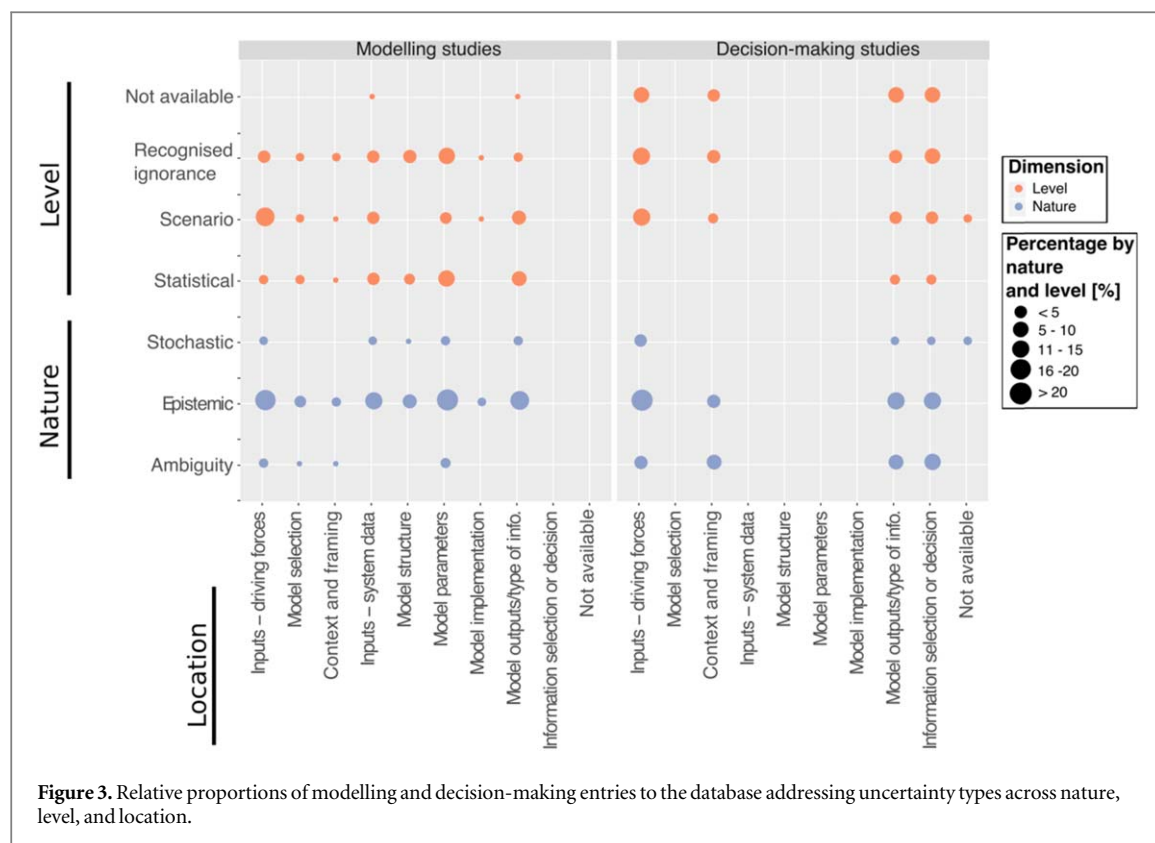 Modelling studies
Decision-making studies
Level
Not available
Recognised
ignorance
Scenario
Statistical
Nature
Stochastic
Epistemic
Ambiguity
Dimension
Level
Nature
Percentage by
nature
and level [%]
< 5
5 - 10
11 - 15
16 -20
> 20
Location
Inputs – driving forces
Model selection
Context and framing
Inputs – system data
Model structure
Model parameters
Model implementation
Model outputs/type of info.
Information selection or decision
Not available
Inputs – driving forces
Model selection
Context and framing
Inputs – system data
Model structure
Model parameters
Model implementation
Model outputs/type of info.
Information selection or decision
Not available
Figure 3. Relative proportions of modelling and decision-making entries to the database addressing uncertainty types across nature,
level, and location.